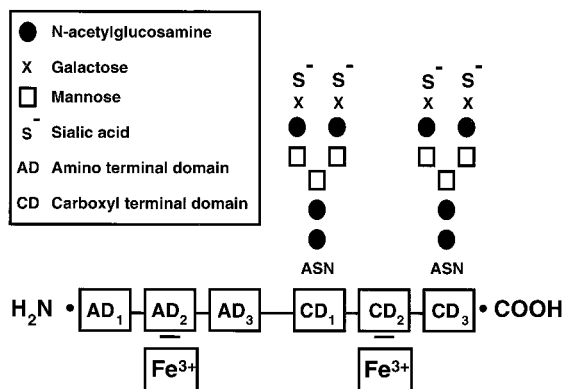 N-acetylglucosamine
X Galactose
Mannose
S⁻ Sialic acid
AD Amino terminal domain
CD Carboxyl terminal domain
S⁻ S⁻ S⁻ S⁻
X X X X
ASN ASN
H₂N • AD₁ AD₂ AD₃ CD₁ CD₂ CD₃ • COOH
Fe³⁺ Fe³⁺